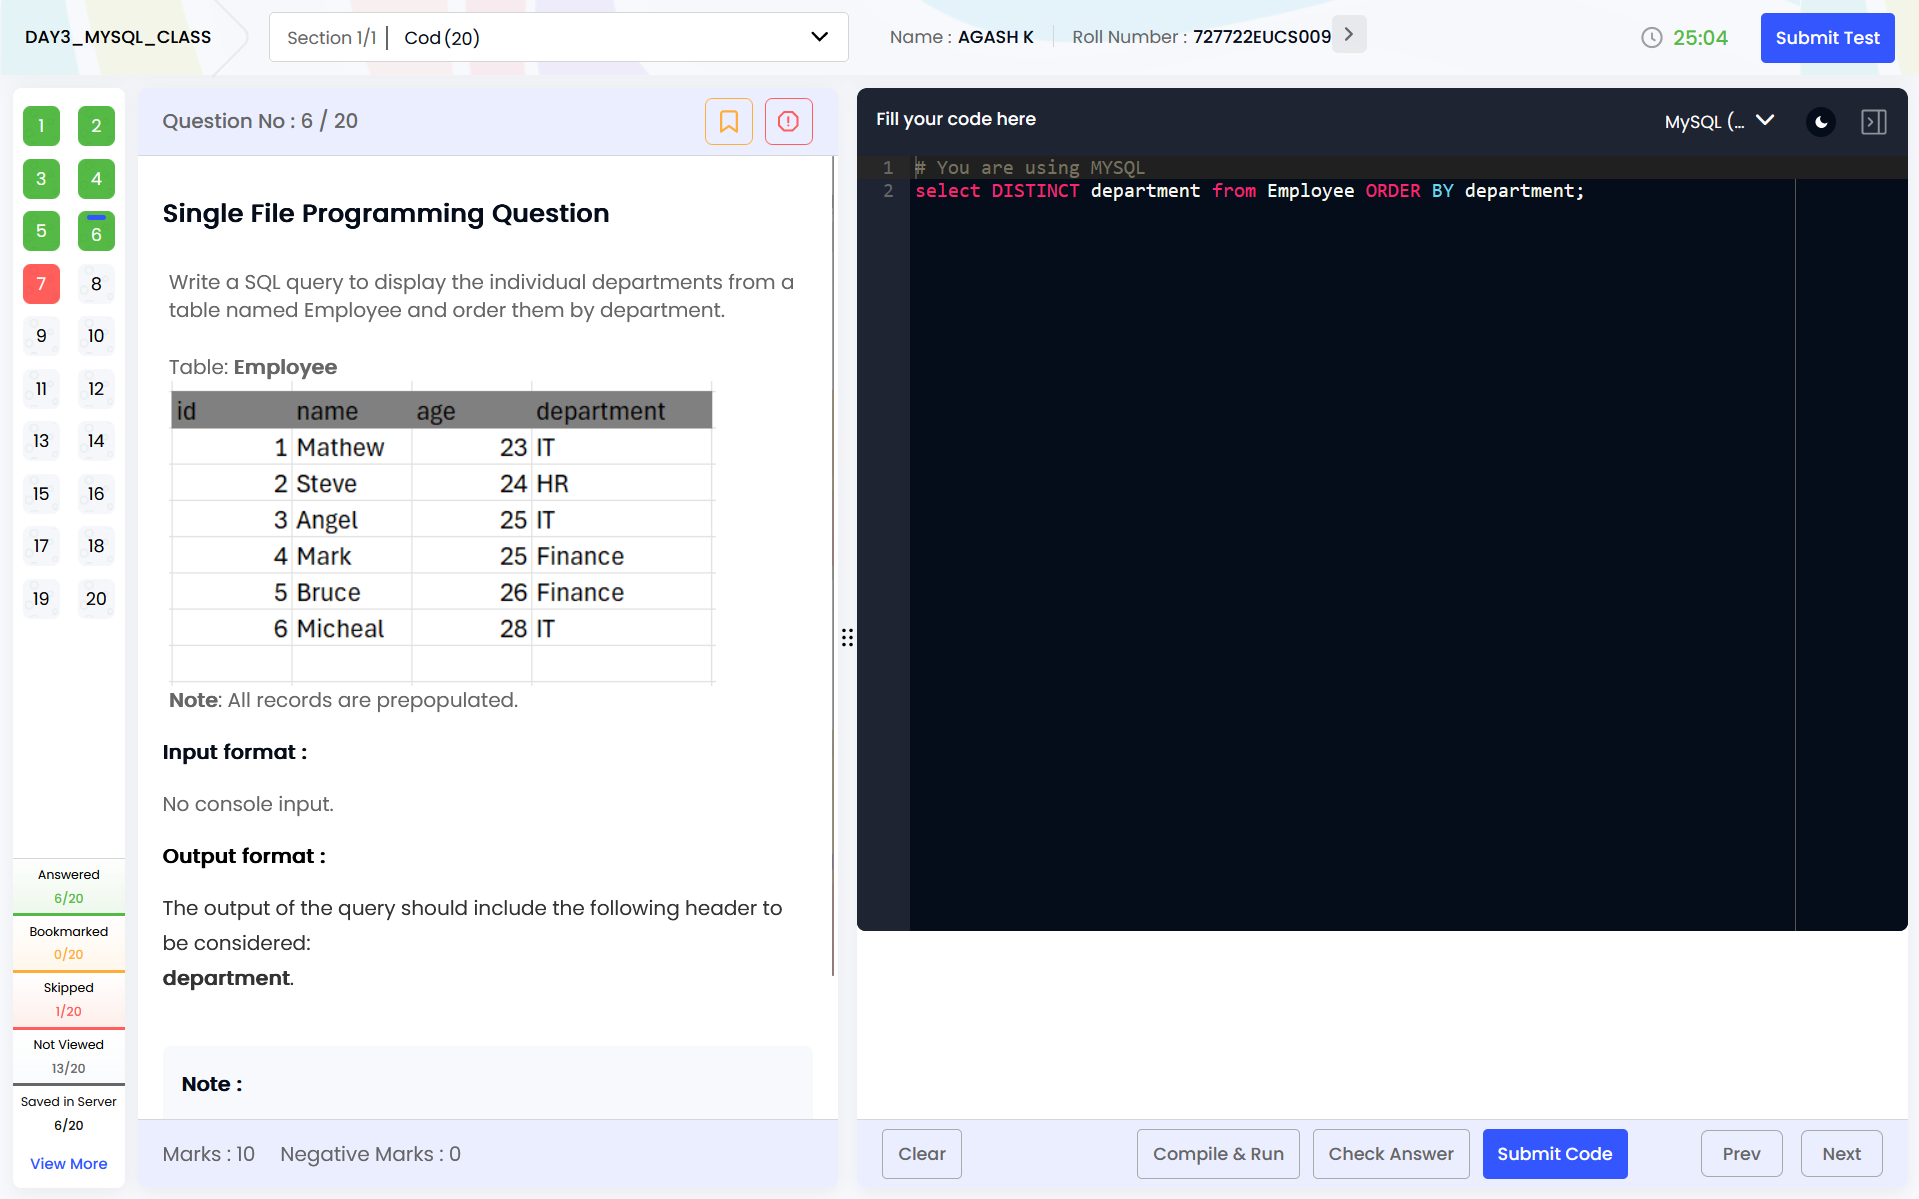 DAY3_MYSQL_CLASS
Section 1/1 | Cod (20)
Name : AGASH K
Roll Number : 727722EUCS009
25:04
Submit Test
1 2
3 4
5 6
7 8
9 10
11 12
13 14
15 16
17 18
19 20
Answered
6/20
Bookmarked
0/20
Skipped
1/20
Not Viewed
13/20
Saved in Server
6/20
View More
Question No : 6 / 20
Single File Programming Question
Write a SQL query to display the individual departments from a
table named Employee and order them by department.
Table: Employee
id name age department
1 Mathew 23 IT
2 Steve 24 HR
3 Angel 25 IT
4 Mark 25 Finance
5 Bruce 26 Finance
6 Micheal 28 IT
Note: All records are prepopulated.
Input format :
No console input.
Output format :
The output of the query should include the following header to
be considered:
department.
Note :
Marks : 10 Negative Marks : 0
Fill your code here
MySQL (...
1 # You are using MYSQL
2 select DISTINCT department from Employee ORDER BY department;
Clear
Compile & Run
Check Answer
Submit Code
Prev
Next